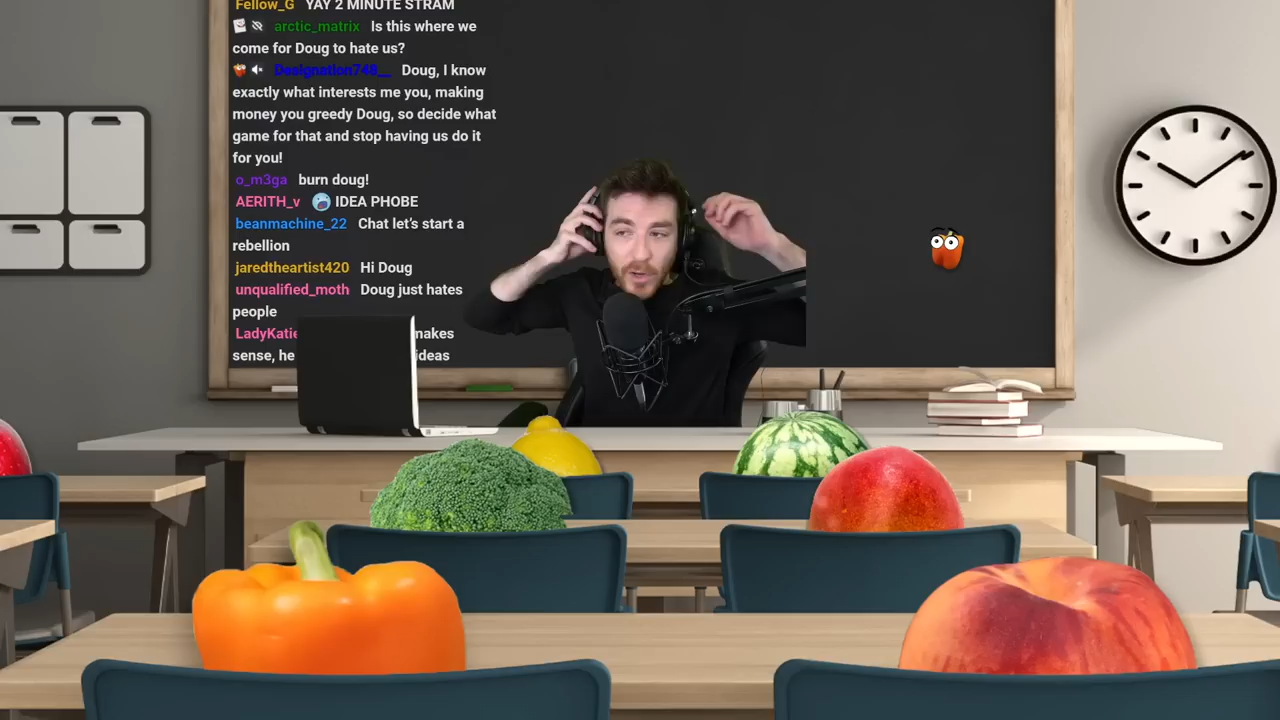 Fellow_G YAY 2 MINUTE STRAM
arctic_matrix Is this where we
come for Doug to hate us?
Designation748__ Doug, I know
exactly what interests me you, making
money you greedy Doug, so decide what
game for that and stop having us do it
for you!
o_m3ga burn doug!
AERITH_v IDEA PHOBE
beanmachine_22 Chat let's start a
rebellion
jaredtheartist420 Hi Doug
unqualified_moth Doug just hates
people
LadyKatie makes
sense, he ideas